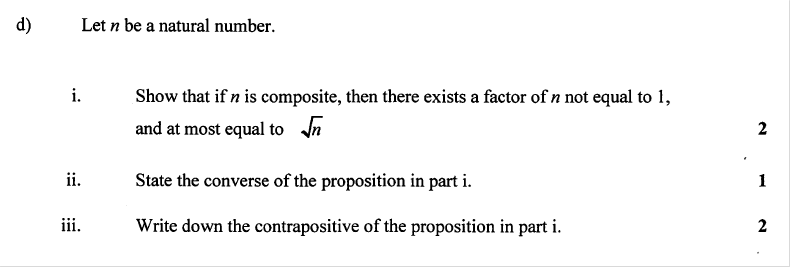 d) Let n be a natural number.
i. Show that if n is composite, then there exists a factor of n not equal to 1,
and at most equal to √n 2
ii. State the converse of the proposition in part i. 1
iii. Write down the contrapositive of the proposition in part i. 2